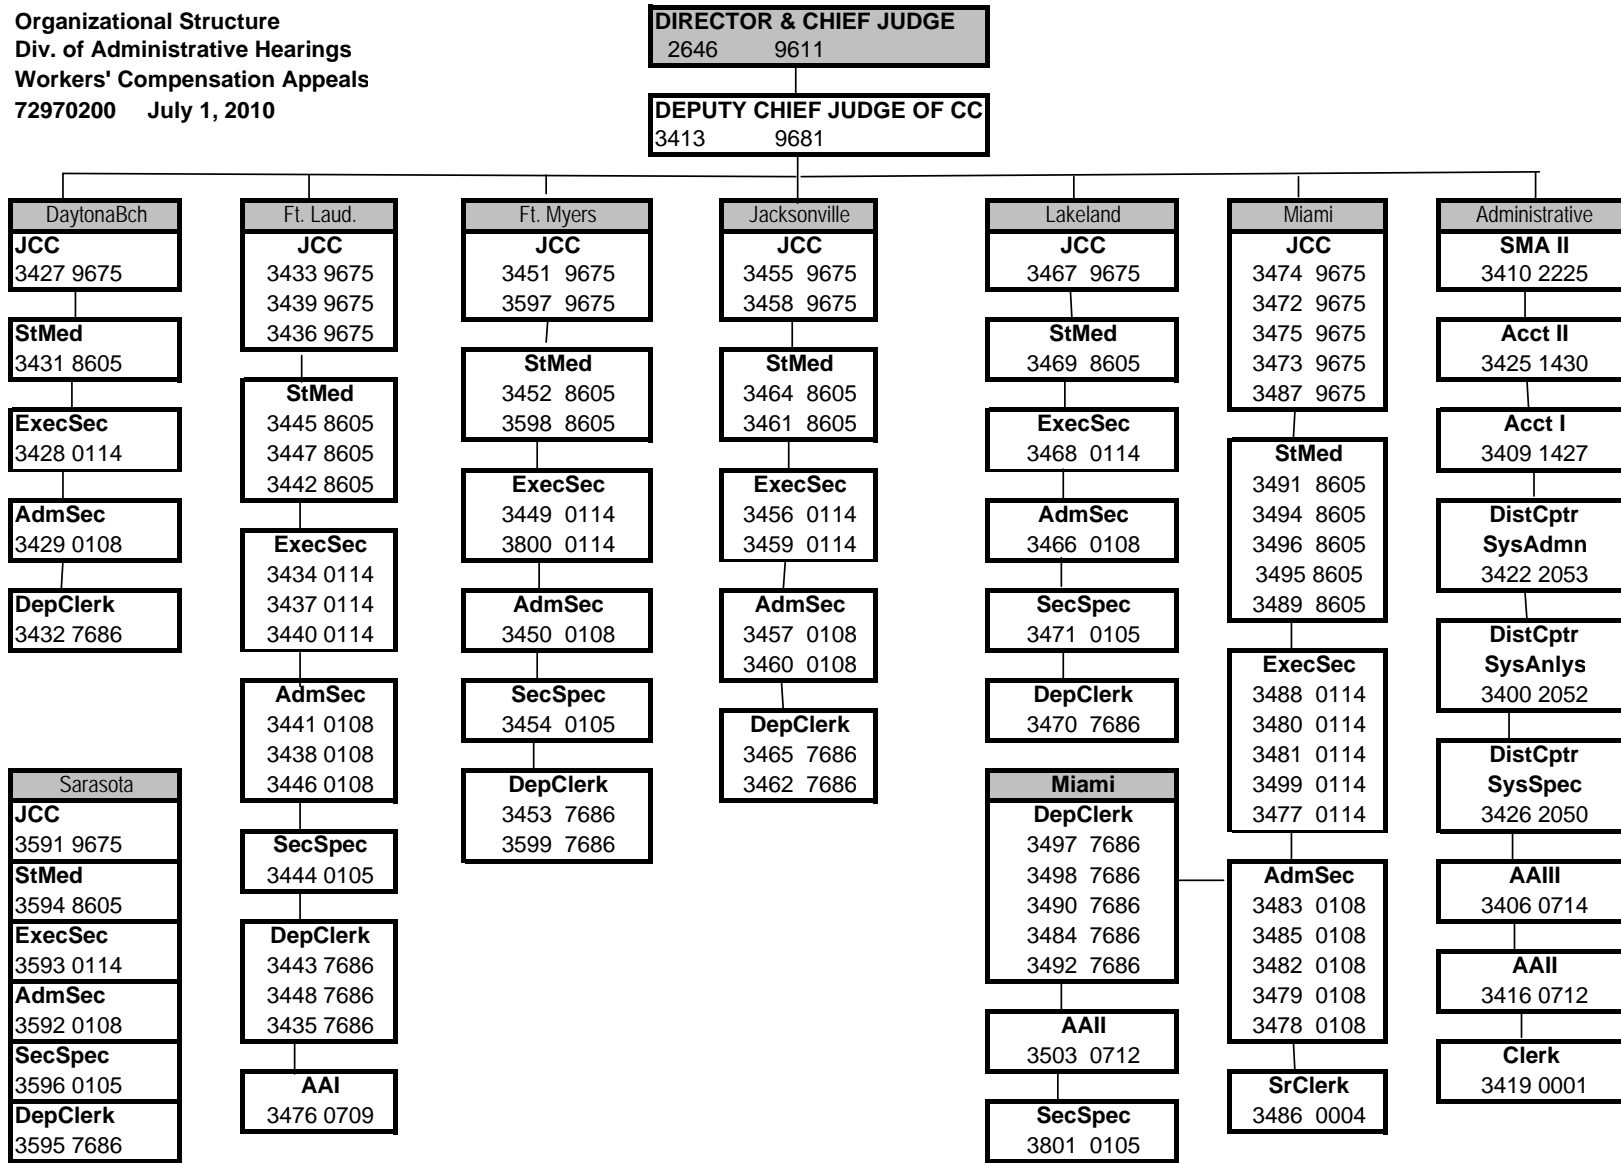 Organizational Structure
Div. of Administrative Hearings
Workers' Compensation Appeals
72970200 July 1, 2010
DIRECTOR & CHIEF JUDGE
2646 9611
DEPUTY CHIEF JUDGE OF CC
3413 9681
DaytonaBch
JCC
3427 9675
StMed
3431 8605
ExecSec
3428 0114
AdmSec
3429 0108
DepClerk
3432 7686
Sarasota
JCC
3591 9675
StMed
3594 8605
ExecSec
3593 0114
AdmSec
3592 0108
SecSpec
3596 0105
DepClerk
3595 7686
Ft. Laud.
JCC
3433 9675
3439 9675
3436 9675
StMed
3445 8605
3447 8605
3442 8605
ExecSec
3434 0114
3437 0114
3440 0114
AdmSec
3441 0108
3438 0108
3446 0108
SecSpec
3444 0105
DepClerk
3443 7686
3448 7686
3435 7686
AAI
3476 0709
Ft. Myers
JCC
3451 9675
3597 9675
StMed
3452 8605
3598 8605
ExecSec
3449 0114
3800 0114
AdmSec
3450 0108
SecSpec
3454 0105
DepClerk
3453 7686
3599 7686
Jacksonville
JCC
3455 9675
3458 9675
StMed
3464 8605
3461 8605
ExecSec
3456 0114
3459 0114
AdmSec
3457 0108
3460 0108
DepClerk
3465 7686
3462 7686
Lakeland
JCC
3467 9675
StMed
3469 8605
ExecSec
3468 0114
AdmSec
3466 0108
SecSpec
3471 0105
DepClerk
3470 7686
Miami
DepClerk
3497 7686
3498 7686
3490 7686
3484 7686
3492 7686
AAII
3503 0712
SecSpec
3801 0105
Miami
JCC
3474 9675
3472 9675
3475 9675
3473 9675
3487 9675
StMed
3491 8605
3494 8605
3496 8605
3495 8605
3489 8605
ExecSec
3488 0114
3480 0114
3481 0114
3499 0114
3477 0114
AdmSec
3483 0108
3485 0108
3482 0108
3479 0108
3478 0108
SrClerk
3486 0004
Administrative
SMA II
3410 2225
Acct II
3425 1430
Acct I
3409 1427
DistCptr
SysAdmn
3422 2053
DistCptr
SysAnlys
3400 2052
DistCptr
SysSpec
3426 2050
AAIII
3406 0714
AAII
3416 0712
Clerk
3419 0001